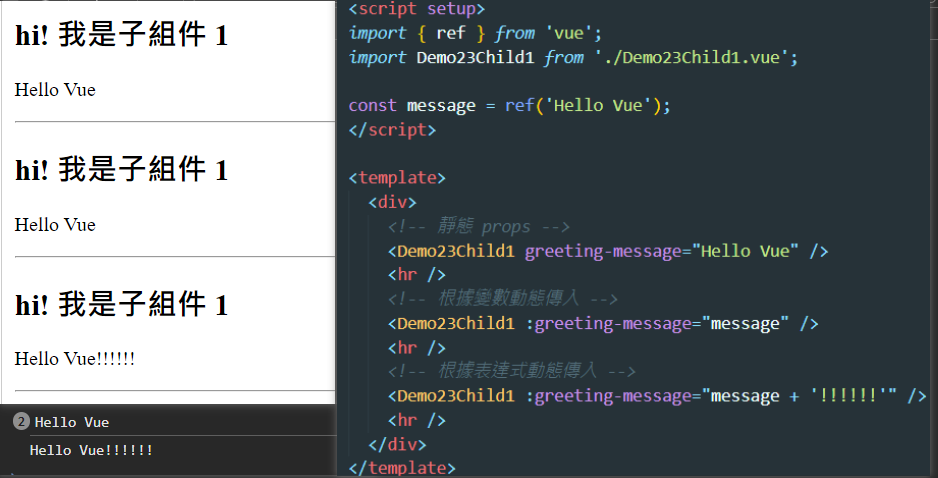 hi! 我是子組件 1
Hello Vue
hi! 我是子組件 1
Hello Vue
hi! 我是子組件 1
Hello Vue!!!!!!
2 Hello Vue
Hello Vue!!!!!!
<script setup>
import { ref } from 'vue';
import Demo23Child1 from './Demo23Child1.vue';
const message = ref('Hello Vue');
</script>
<template>
<div>
<!-- 靜態 props -->
<Demo23Child1 greeting-message="Hello Vue" />
<hr />
<!-- 根據變數動態傳入 -->
<Demo23Child1 :greeting-message="message" />
<hr />
<!-- 根據表達式動態傳入 -->
<Demo23Child1 :greeting-message="message + '!!!!!!'" />
<hr />
</div>
</template>